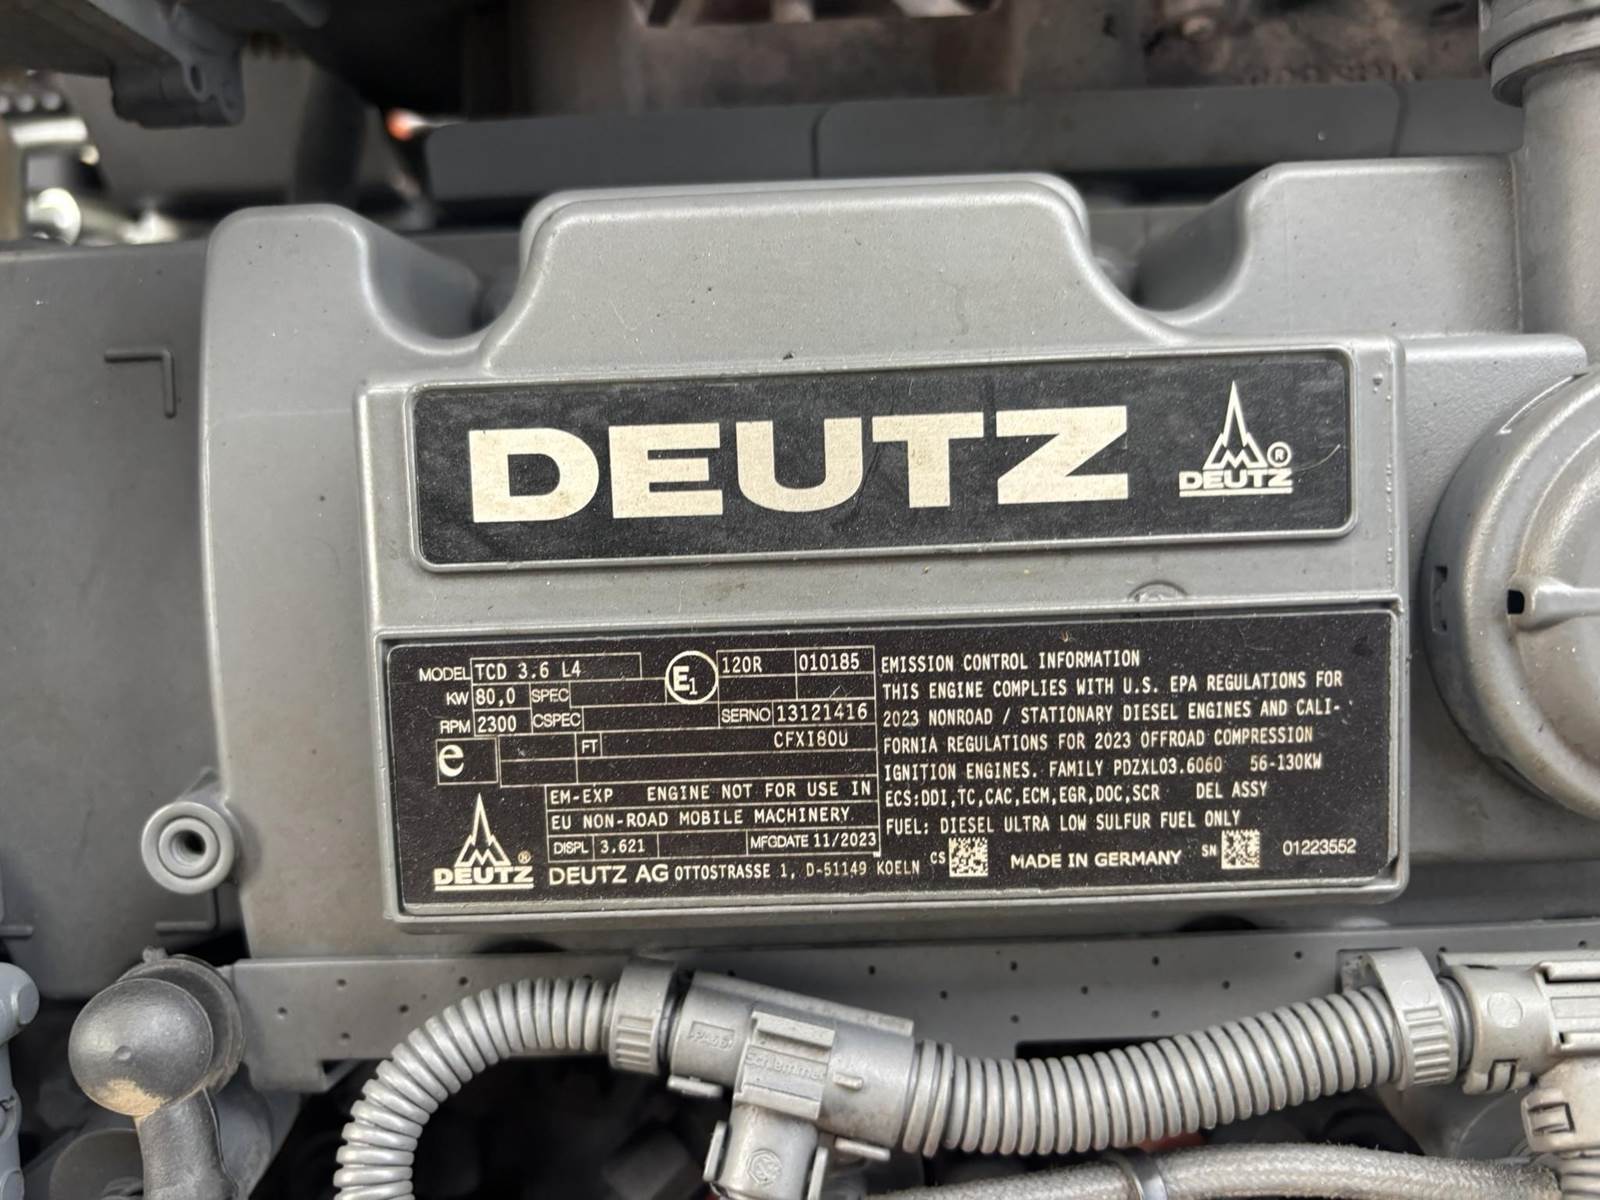 DEUTZ
DEUTZ ®
MODEL TCD 3.6 L4
E1 120R 010185
KW 80,0 SPEC
RPM 2300 CSPEC
SERNO 13121416
e FT CFXI80U
EM-EXP ENGINE NOT FOR USE IN
EU NON-ROAD MOBILE MACHINERY.
DISPL 3.621 MFGDATE 11/2023
DEUTZ ®
DEUTZ AG OTTOSTRASSE 1, D-51149 KOELN
EMISSION CONTROL INFORMATION
THIS ENGINE COMPLIES WITH U.S. EPA REGULATIONS FOR
2023 NONROAD / STATIONARY DIESEL ENGINES AND CALI-
FORNIA REGULATIONS FOR 2023 OFFROAD COMPRESSION
IGNITION ENGINES. FAMILY PDZXL03.6060 56-130KW
ECS:DDI,TC,CAC,ECM,EGR,DOC,SCR DEL ASSY
FUEL: DIESEL ULTRA LOW SULFUR FUEL ONLY
CS MADE IN GERMANY SN 01223552
Schlemmer